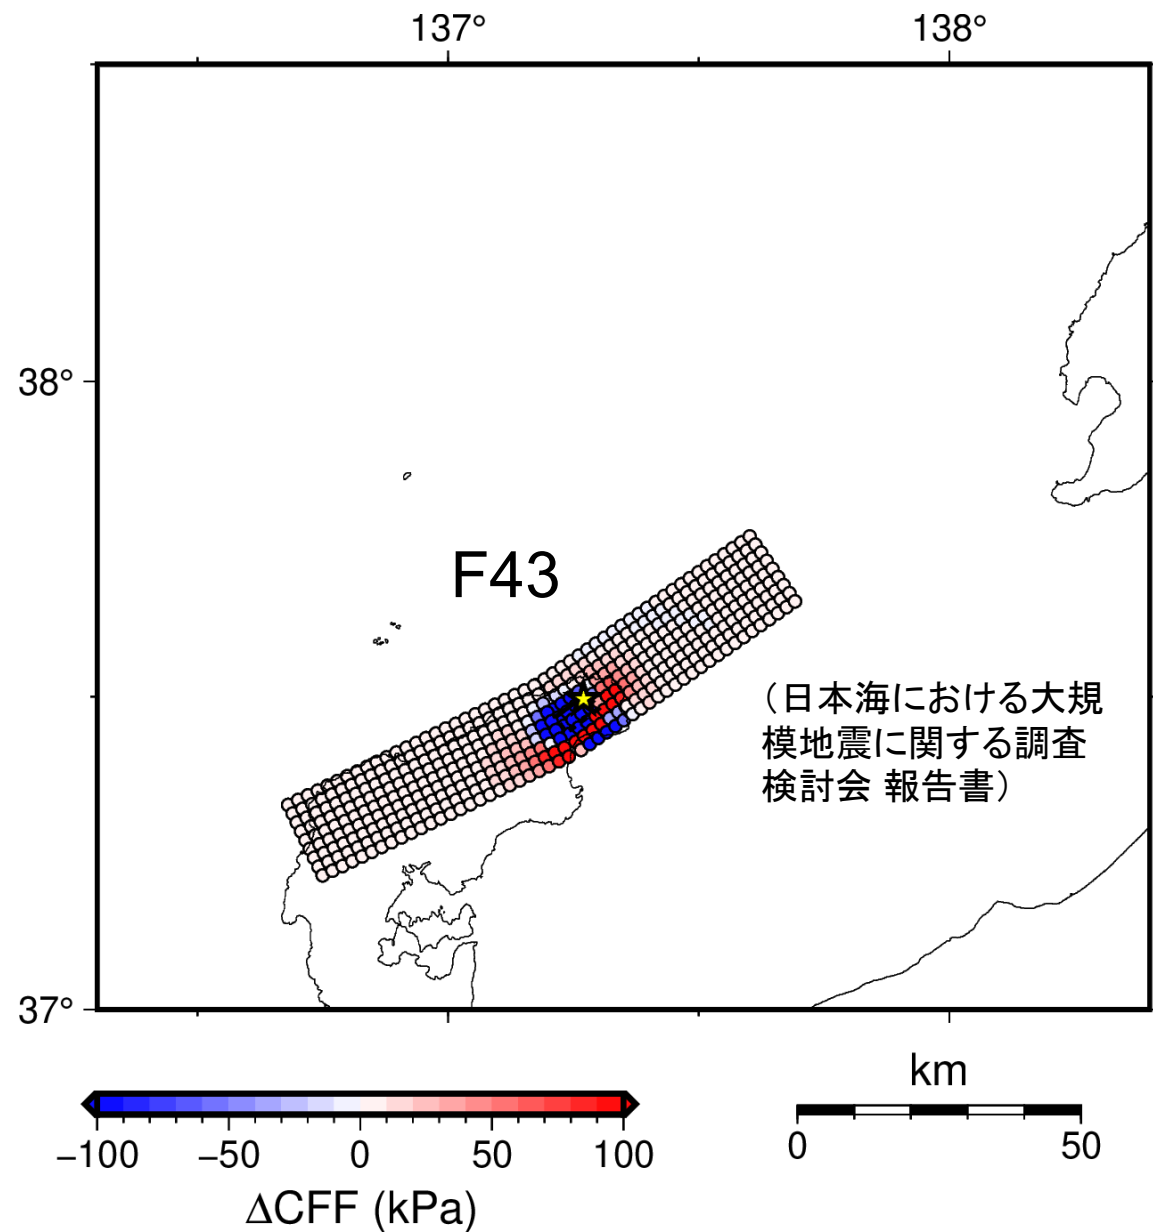 137° 138°
38°
F43
（日本海における大規
模地震に関する調査
検討会 報告書）
37°
km
−100 −50 0 50 100
0 50
ΔCFF (kPa)